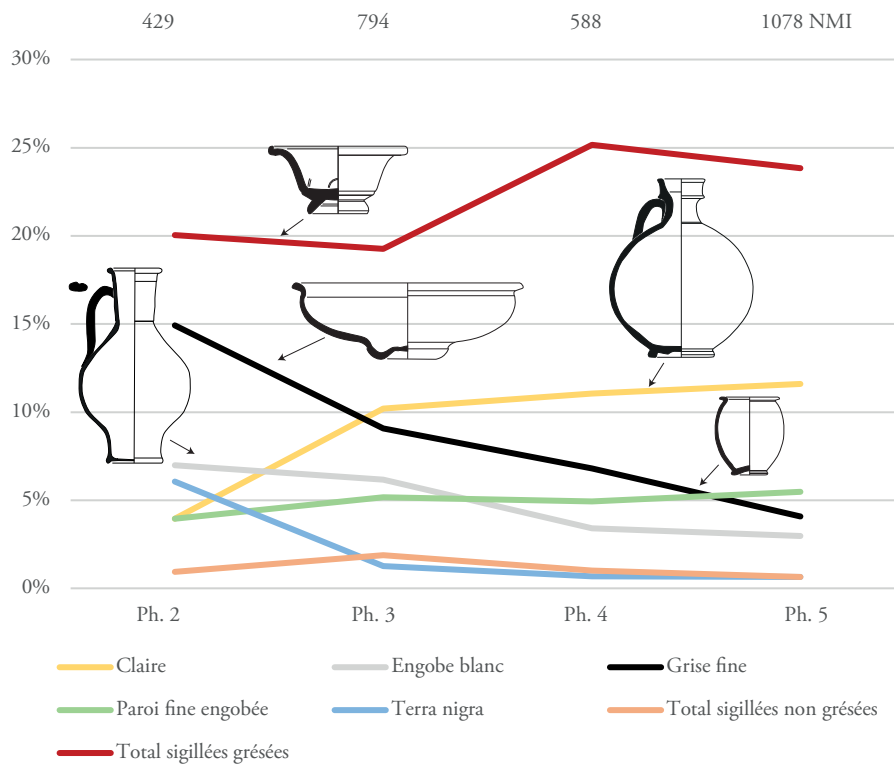 429 794 588 1078 NMI
30%
25%
20%
15%
10%
5%
0%
Ph. 2 Ph. 3 Ph. 4 Ph. 5
Claire Engobe blanc Grise fine
Paroi fine engobée Terra nigra Total sigillées non grésées
Total sigillées grésées